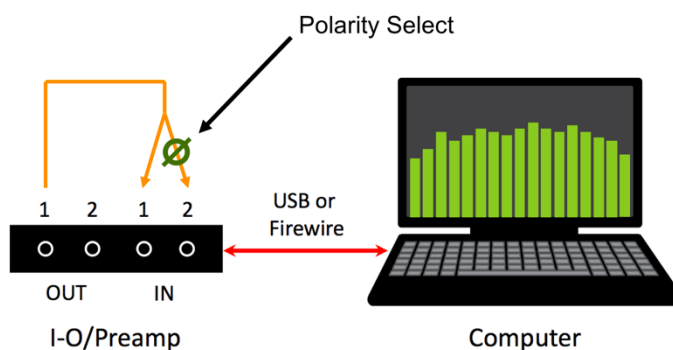 Polarity Select
1 2 1 2
USB or
Firewire
OUT IN
I-O/Preamp
Computer